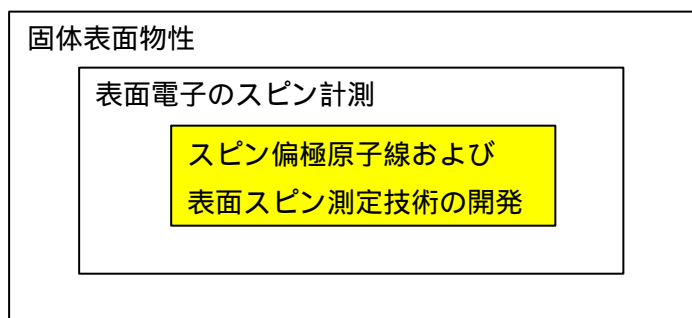 固体表面物性
表面電子のスピン計測
スピン偏極原子線および
表面スピン測定技術の開発